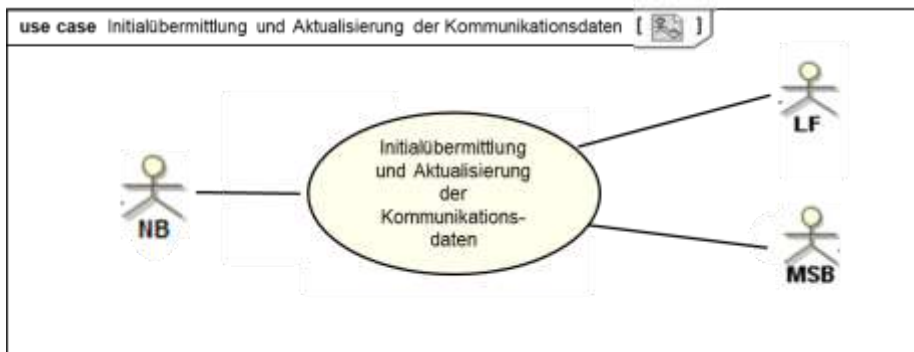 use case Initialübermittlung und Aktualisierung der Kommunikationsdaten [ ]
LF
Initialübermittlung
und Aktualisierung
der
Kommunikations-
daten
NB
MSB